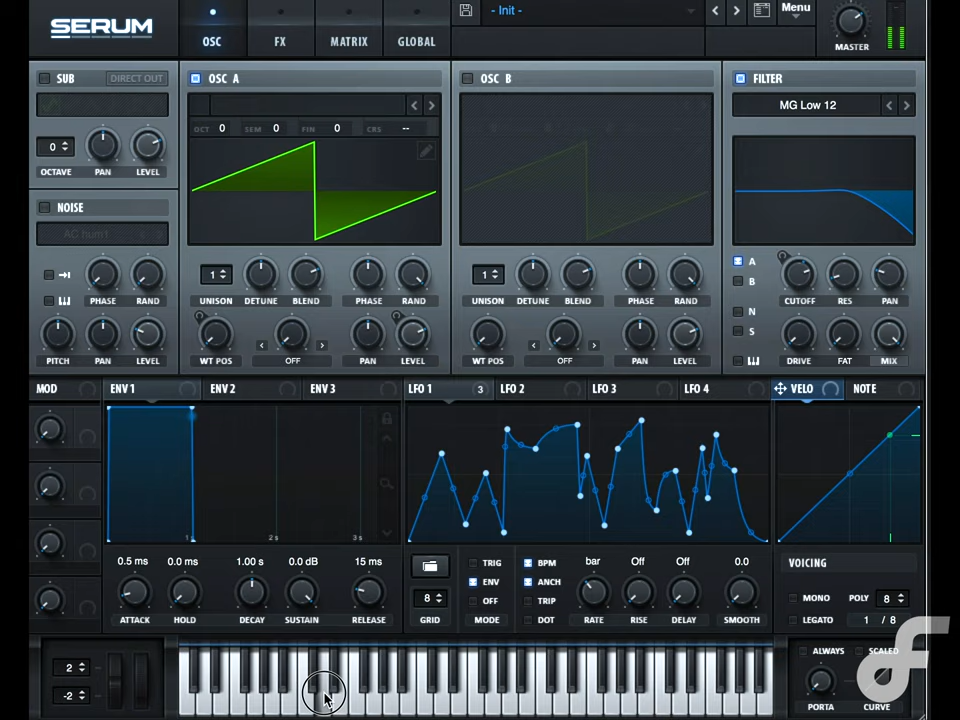 SERUM
OSC FX MATRIX GLOBAL
- Init -
Menu
MASTER
SUB DIRECT OUT
0
OCTAVE PAN LEVEL
NOISE
AC hum1
PHASE RAND
PITCH PAN LEVEL
OSC A
OCT 0 SEM 0 FIN 0 CRS --
1
UNISON DETUNE BLEND PHASE RAND
WT POS OFF PAN LEVEL
OSC B
1
UNISON DETUNE BLEND PHASE RAND
WT POS OFF PAN LEVEL
FILTER
MG Low 12
A
B
N
S
CUTOFF RES PAN
DRIVE FAT MIX
MOD ENV 1 ENV 2 ENV 3 LFO 1 3 LFO 2 LFO 3 LFO 4 VELO NOTE
1s 2s 3s
0.5 ms 0.0 ms 1.00 s 0.0 dB 15 ms
ATTACK HOLD DECAY SUSTAIN RELEASE
8
GRID
TRIG
ENV
OFF
MODE
BPM
ANCH
TRIP
DOT
bar Off Off 0.0
RATE RISE DELAY SMOOTH
VOICING
MONO POLY 8
LEGATO 1 / 8
2
-2
ALWAYS SCALED
PORTA CURVE